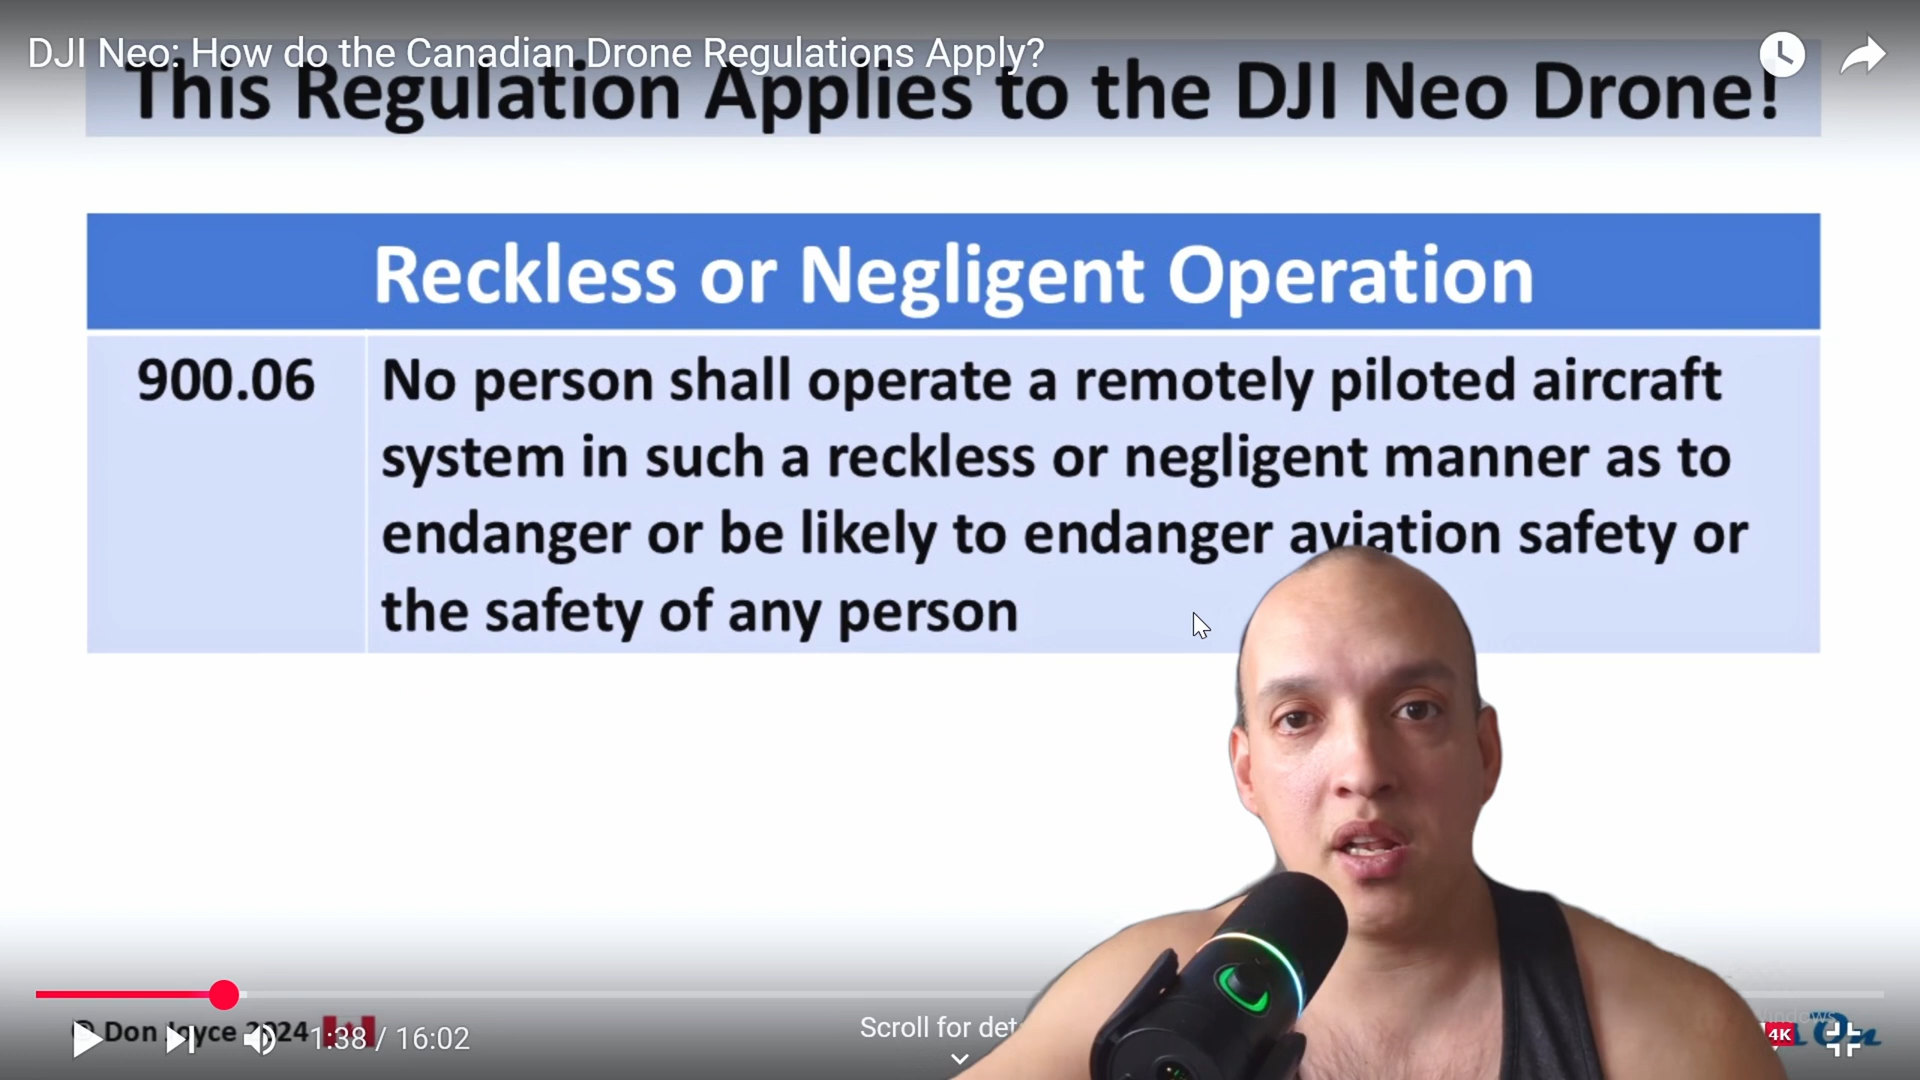 DJI Neo: How do the Canadian Drone Regulations Apply?
This Regulation Applies to the DJI Neo Drone!
Reckless or Negligent Operation
900.06
No person shall operate a remotely piloted aircraft
system in such a reckless or negligent manner as to
endanger or be likely to endanger aviation safety or
the safety of any person
© Don Joyce 2024
1:38 / 16:02
Scroll for det
4K
On